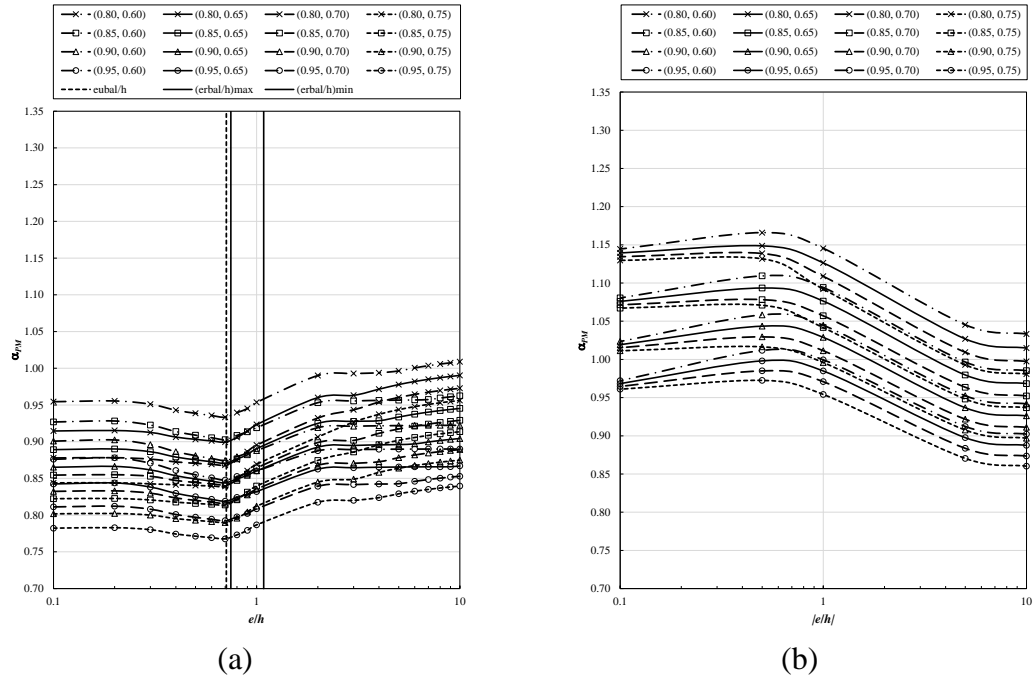 (0.80, 0.60) (0.80, 0.65) (0.80, 0.70) (0.80, 0.75)
(0.85, 0.60) (0.85, 0.65) (0.85, 0.70) (0.85, 0.75)
(0.90, 0.60) (0.90, 0.65) (0.90, 0.70) (0.90, 0.75)
(0.95, 0.60) (0.95, 0.65) (0.95, 0.70) (0.95, 0.75)
eubal/h (erbal/h)max (erbal/h)min
1.35
1.30
1.25
1.20
1.15
1.10
1.05
1.00
0.95
0.90
0.85
0.80
0.75
0.70
αPM
0.1 1 10
e/h
(a)
(0.80, 0.60) (0.80, 0.65) (0.80, 0.70) (0.80, 0.75)
(0.85, 0.60) (0.85, 0.65) (0.85, 0.70) (0.85, 0.75)
(0.90, 0.60) (0.90, 0.65) (0.90, 0.70) (0.90, 0.75)
(0.95, 0.60) (0.95, 0.65) (0.95, 0.70) (0.95, 0.75)
1.35
1.30
1.25
1.20
1.15
1.10
1.05
1.00
0.95
0.90
0.85
0.80
0.75
0.70
αPM
0.1 1 10
|e/h|
(b)